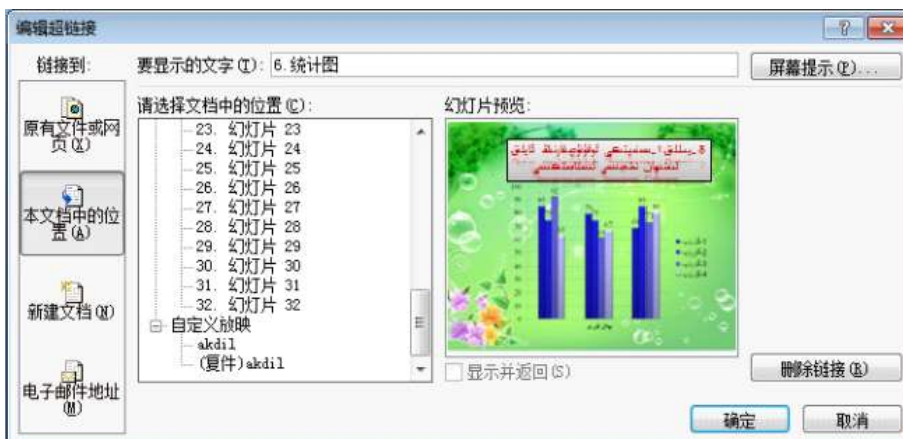 编辑超链接
链接到:
要显示的文字(T): 6.统计图
屏幕提示(P)...
原有文件或网页(X)
本文档中的位置(A)
新建文档(N)
电子邮件地址(M)
请选择文档中的位置(C):
23. 幻灯片 23
24. 幻灯片 24
25. 幻灯片 25
26. 幻灯片 26
27. 幻灯片 27
28. 幻灯片 28
29. 幻灯片 29
30. 幻灯片 30
31. 幻灯片 31
32. 幻灯片 32
自定义放映
akdil
(复件)akdil
幻灯片预览:
显示并返回(S)
删除链接(R)
确定
取消